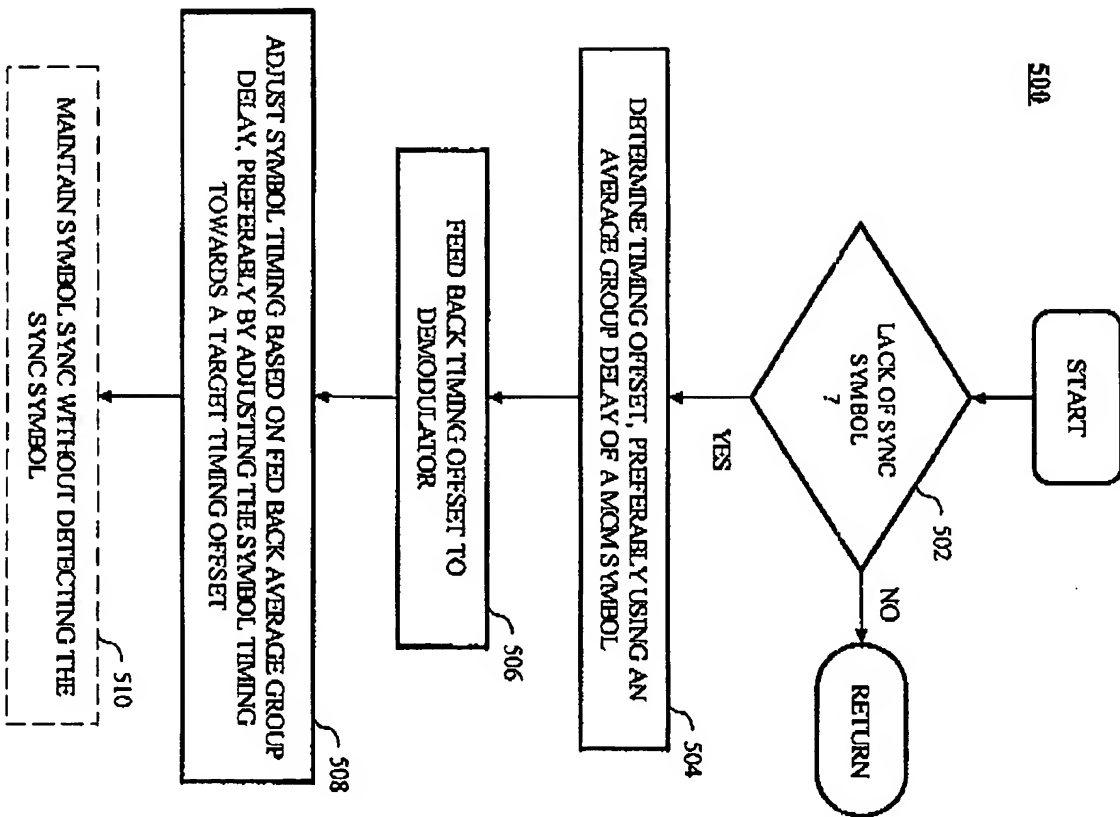 500
START
LACK OF SYNC
SYMBOL
?
502
NO
RETURN
YES
DETERMINE TIMING OFFSET, PREFERABLY USING AN
AVERAGE GROUP DELAY OF A MCM SYMBOL
504
FEED BACK TIMING OFFSET TO
DEMODULATOR
506
ADJUST SYMBOL TIMING BASED ON FED BACK AVERAGE GROUP
DELAY, PREFERABLY BY ADJUSTING THE SYMBOL TIMING
TOWARDS A TARGET TIMING OFFSET
508
MAINTAIN SYMBOL SYNC WITHOUT DETECTING THE
SYNC SYMBOL
510